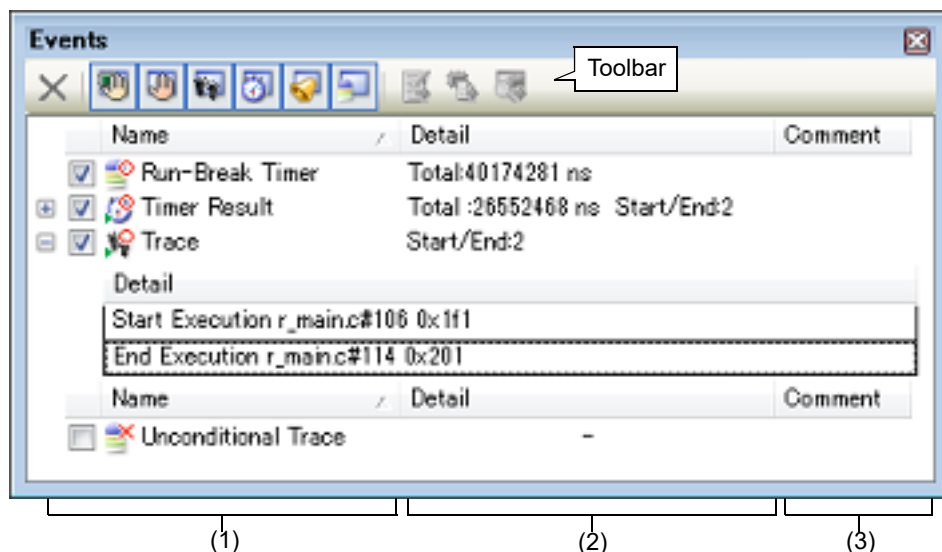 Events
Toolbar
Name Detail Comment
Run-Break Timer Total:40174281 ns
Timer Result Total :26552468 ns Start/End:2
Trace Start/End:2
Detail
Start Execution r_main.c#106 0x1f1
End Execution r_main.c#114 0x201
Name Detail Comment
Unconditional Trace -
(1) (2) (3)